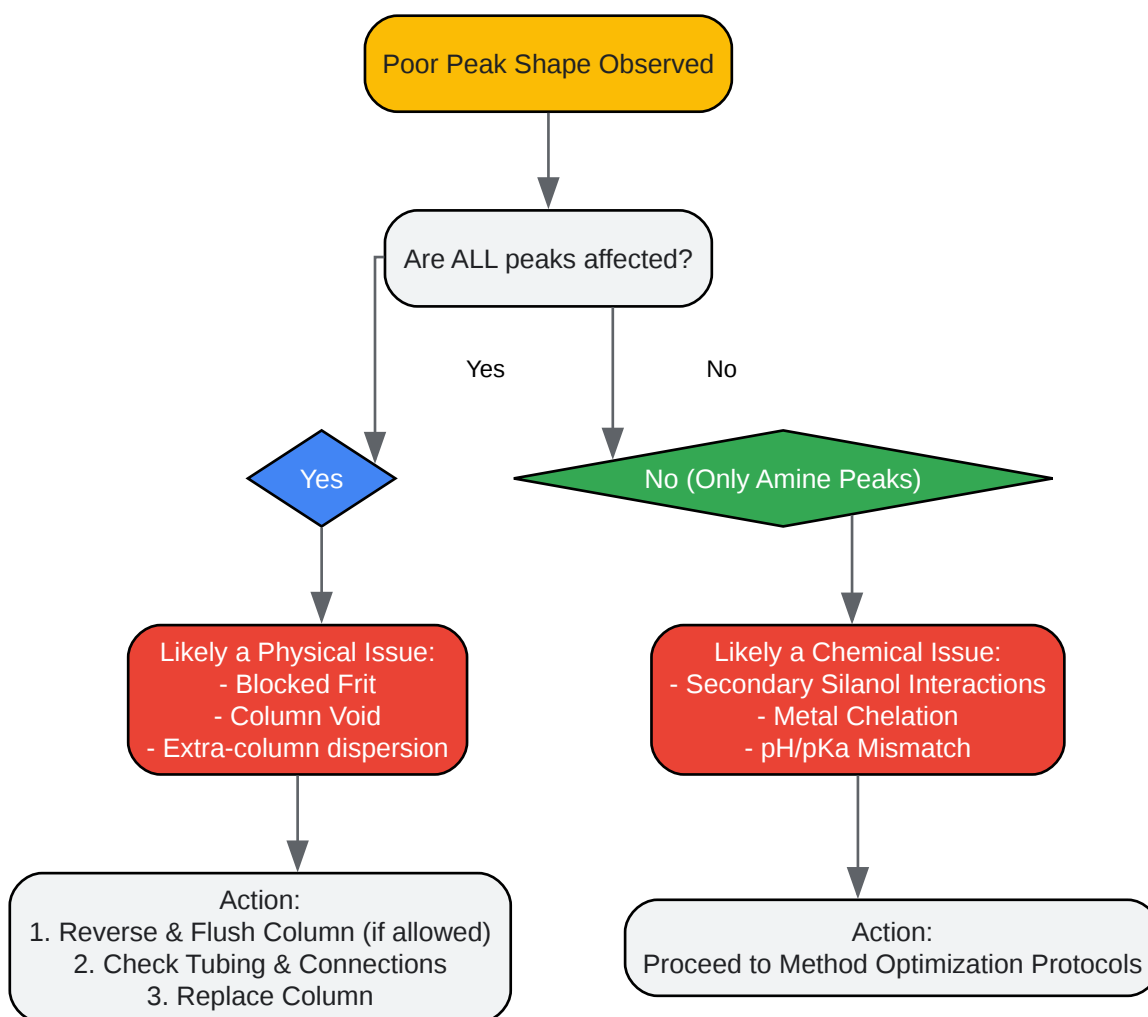 Poor Peak Shape Observed
Are ALL peaks affected?
Yes
No
Yes
No (Only Amine Peaks)
Likely a Physical Issue:
- Blocked Frit
- Column Void
- Extra-column dispersion
Likely a Chemical Issue:
- Secondary Silanol Interactions
- Metal Chelation
- pH/pKa Mismatch
Action:
1. Reverse & Flush Column (if allowed)
2. Check Tubing & Connections
3. Replace Column
Action:
Proceed to Method Optimization Protocols